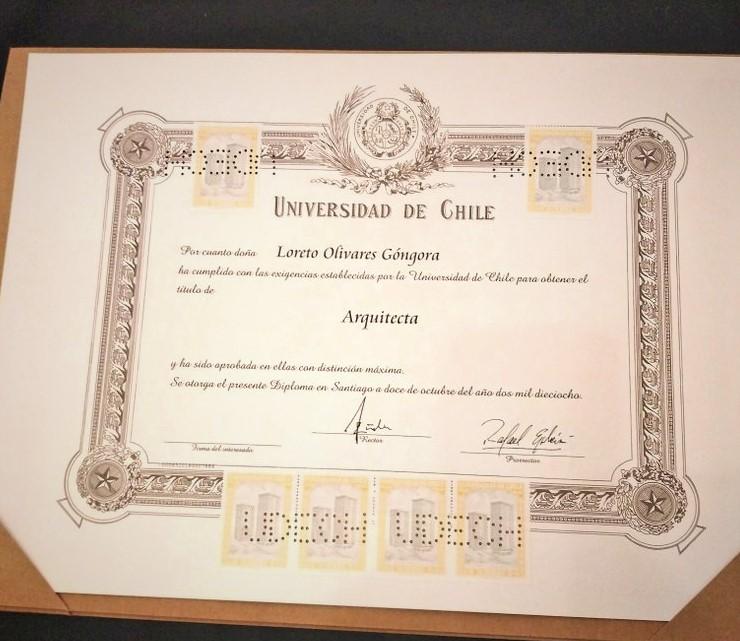 UNIVERSIDAD DE CHILE
Por cuanto doña Loreto Olivares Góngora
ha cumplido con las exigencias establecidas por la Universidad de Chile para obtener el
título de
Arquitecta
y ha sido aprobada en ellas con distinción máxima.
Se otorga el presente Diploma en Santiago a doce de octubre del año dos mil dieciocho.
Firma del interesado
Rector
Prorrector
UDECH UDECH